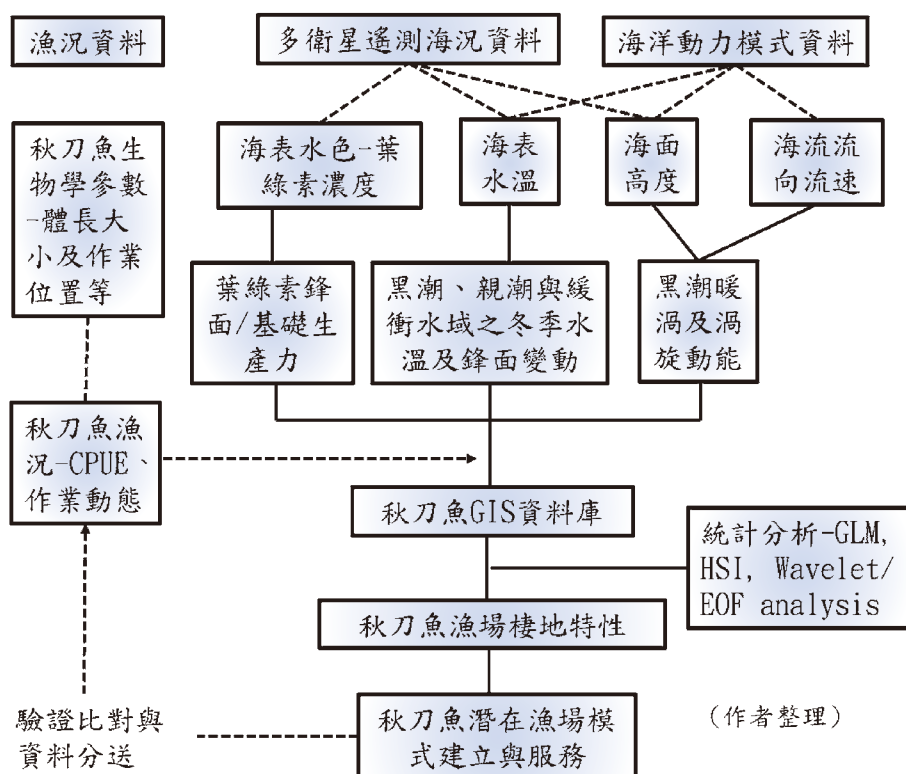 漁況資料
多衛星遙測海況資料
海洋動力模式資料
秋刀魚生
物學參數
-體長大
小及作業
位置等
海表水色-葉
綠素濃度
海表
水溫
海面
高度
海流流
向流速
葉綠素鋒
面/基礎生
產力
黑潮、親潮與緩
衝水域之冬季水
溫及鋒面變動
黑潮暖
渦及渦
旋動能
秋刀魚漁
況-CPUE、
作業動態
秋刀魚GIS資料庫
統計分析-GLM,
HSI, Wavelet/
EOF analysis
秋刀魚漁場棲地特性
驗證比對與
資料分送
秋刀魚潛在漁場模
式建立與服務
(作者整理)